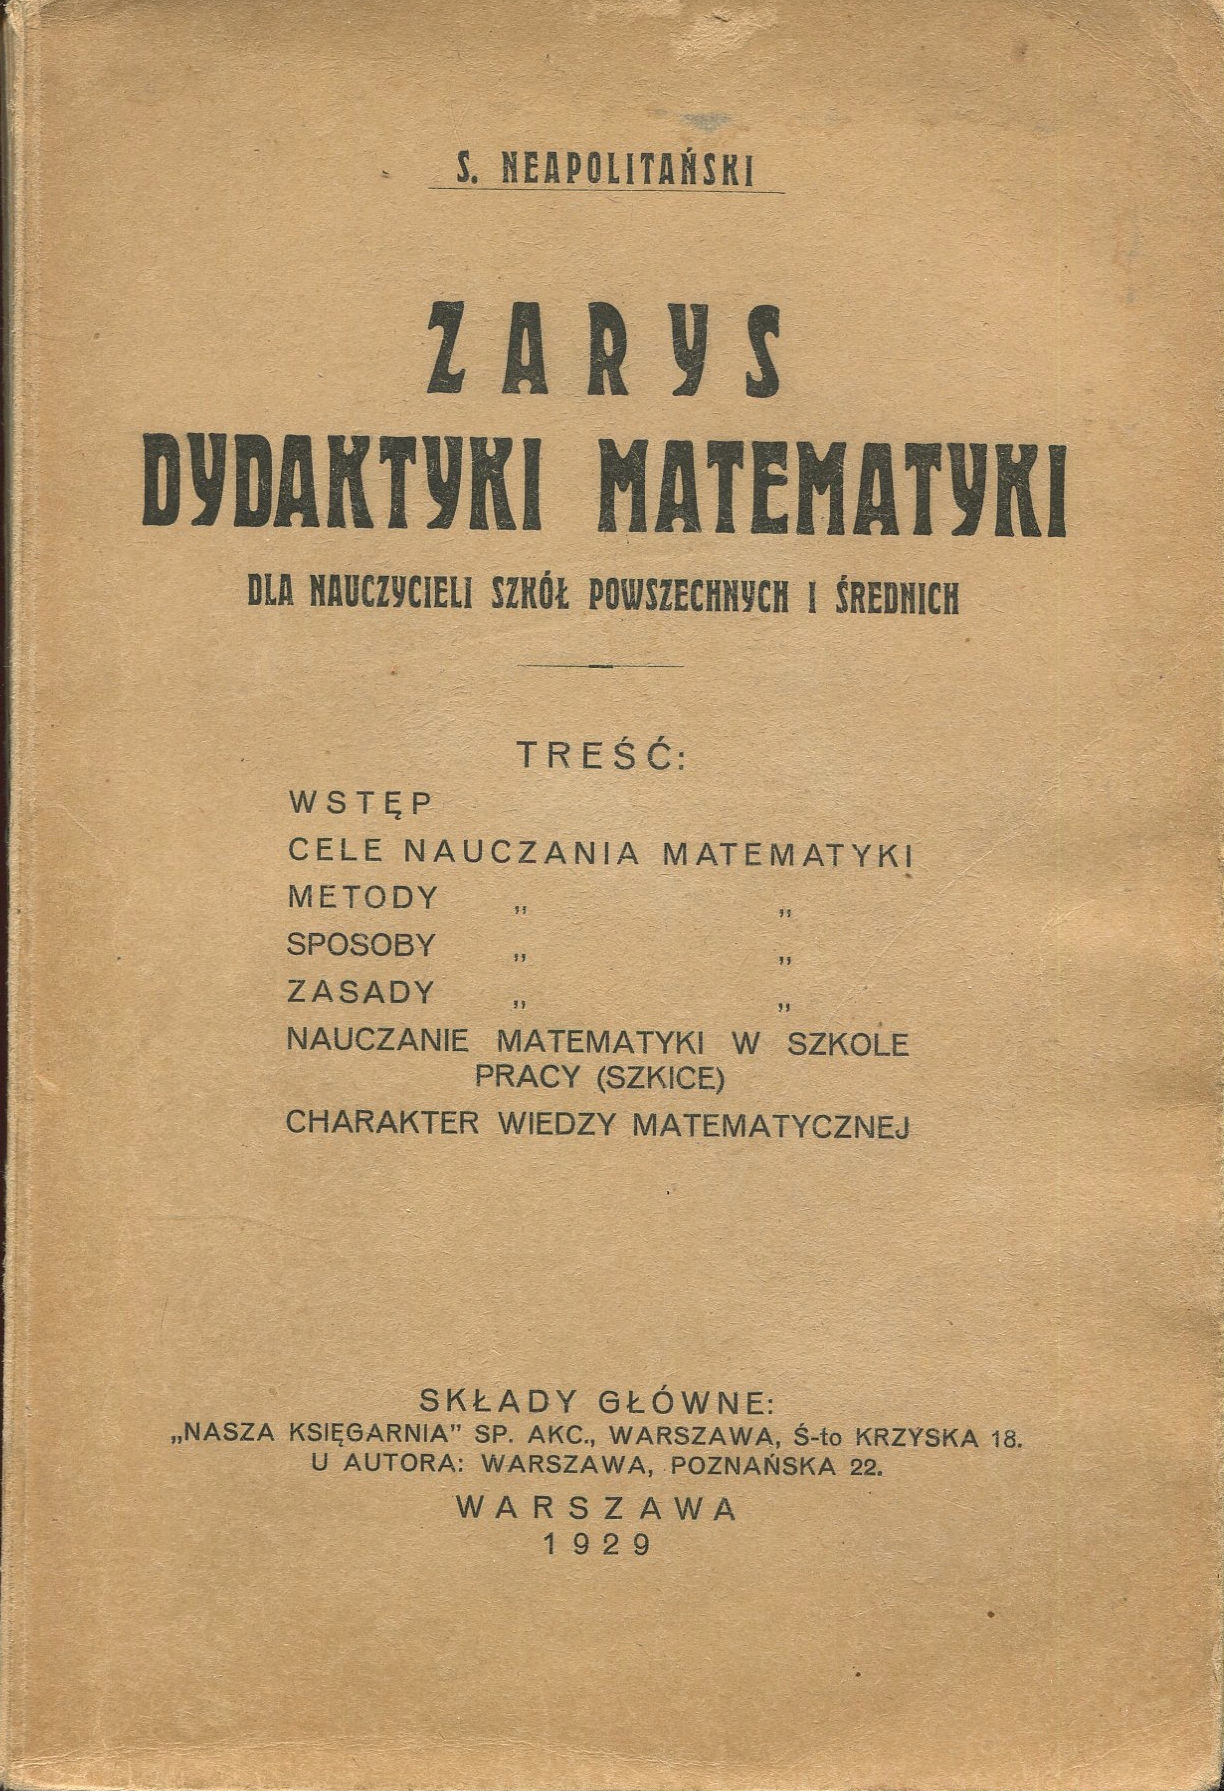 S. NEAPOLITAŃSKI
ZARYS
DYDAKTYKI MATEMATYKI
DLA NAUCZYCIELI SZKÓŁ POWSZECHNYCH I ŚREDNICH
TREŚĆ:
WSTĘP
CELE NAUCZANIA MATEMATYKI
METODY „ „
SPOSOBY „ „
ZASADY „ „
NAUCZANIE MATEMATYKI W SZKOLE
PRACY (SZKICE)
CHARAKTER WIEDZY MATEMATYCZNEJ
SKŁADY GŁÓWNE:
„NASZA KSIĘGARNIA” SP. AKC., WARSZAWA, Ś-to KRZYSKA 18.
U AUTORA: WARSZAWA, POZNAŃSKA 22.
WARSZAWA
1929